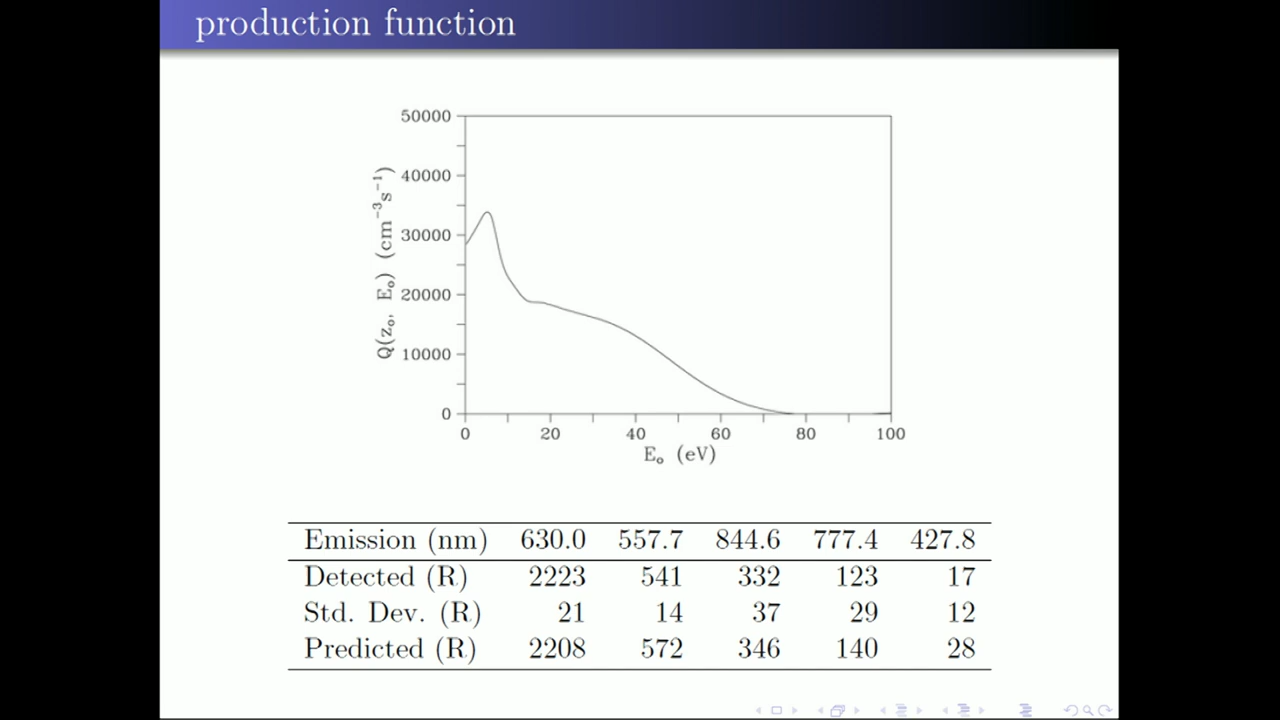 production function
50000
40000
30000
20000
10000
0
Q(z₀, E₀) (cm⁻³s⁻¹)
0 20 40 60 80 100
E₀ (eV)
Emission (nm) 630.0 557.7 844.6 777.4 427.8
Detected (R) 2223 541 332 123 17
Std. Dev. (R) 21 14 37 29 12
Predicted (R) 2208 572 346 140 28